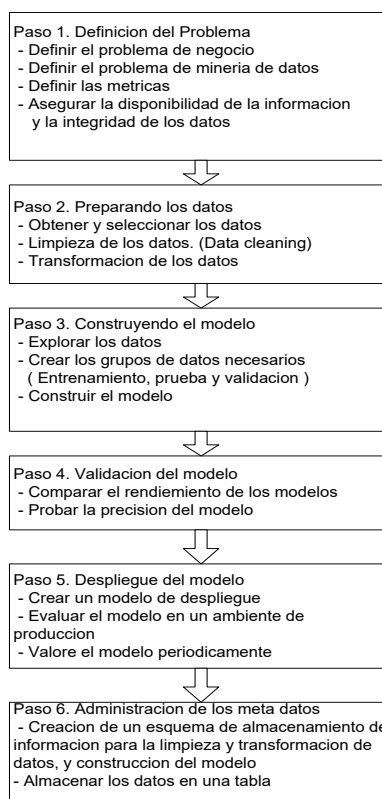 Paso 1. Definicion del Problema
- Definir el problema de negocio
- Definir el problema de mineria de datos
- Definir las metricas
- Asegurar la disponibilidad de la informacion
y la integridad de los datos
Paso 2. Preparando los datos
- Obtener y seleccionar los datos
- Limpieza de los datos. (Data cleaning)
- Transformacion de los datos
Paso 3. Construyendo el modelo
- Explorar los datos
- Crear los grupos de datos necesarios
( Entrenamiento, prueba y validacion )
- Construir el modelo
Paso 4. Validacion del modelo
- Comparar el rendiemiento de los modelos
- Probar la precision del modelo
Paso 5. Despliegue del modelo
- Crear un modelo de despliegue
- Evaluar el modelo en un ambiente de
produccion
- Valore el modelo periodicamente
Paso 6. Administracion de los meta datos
- Creacion de un esquema de almacenamiento de
informacion para la limpieza y transformacion de
datos, y construccion del modelo
- Almacenar los datos en una tabla